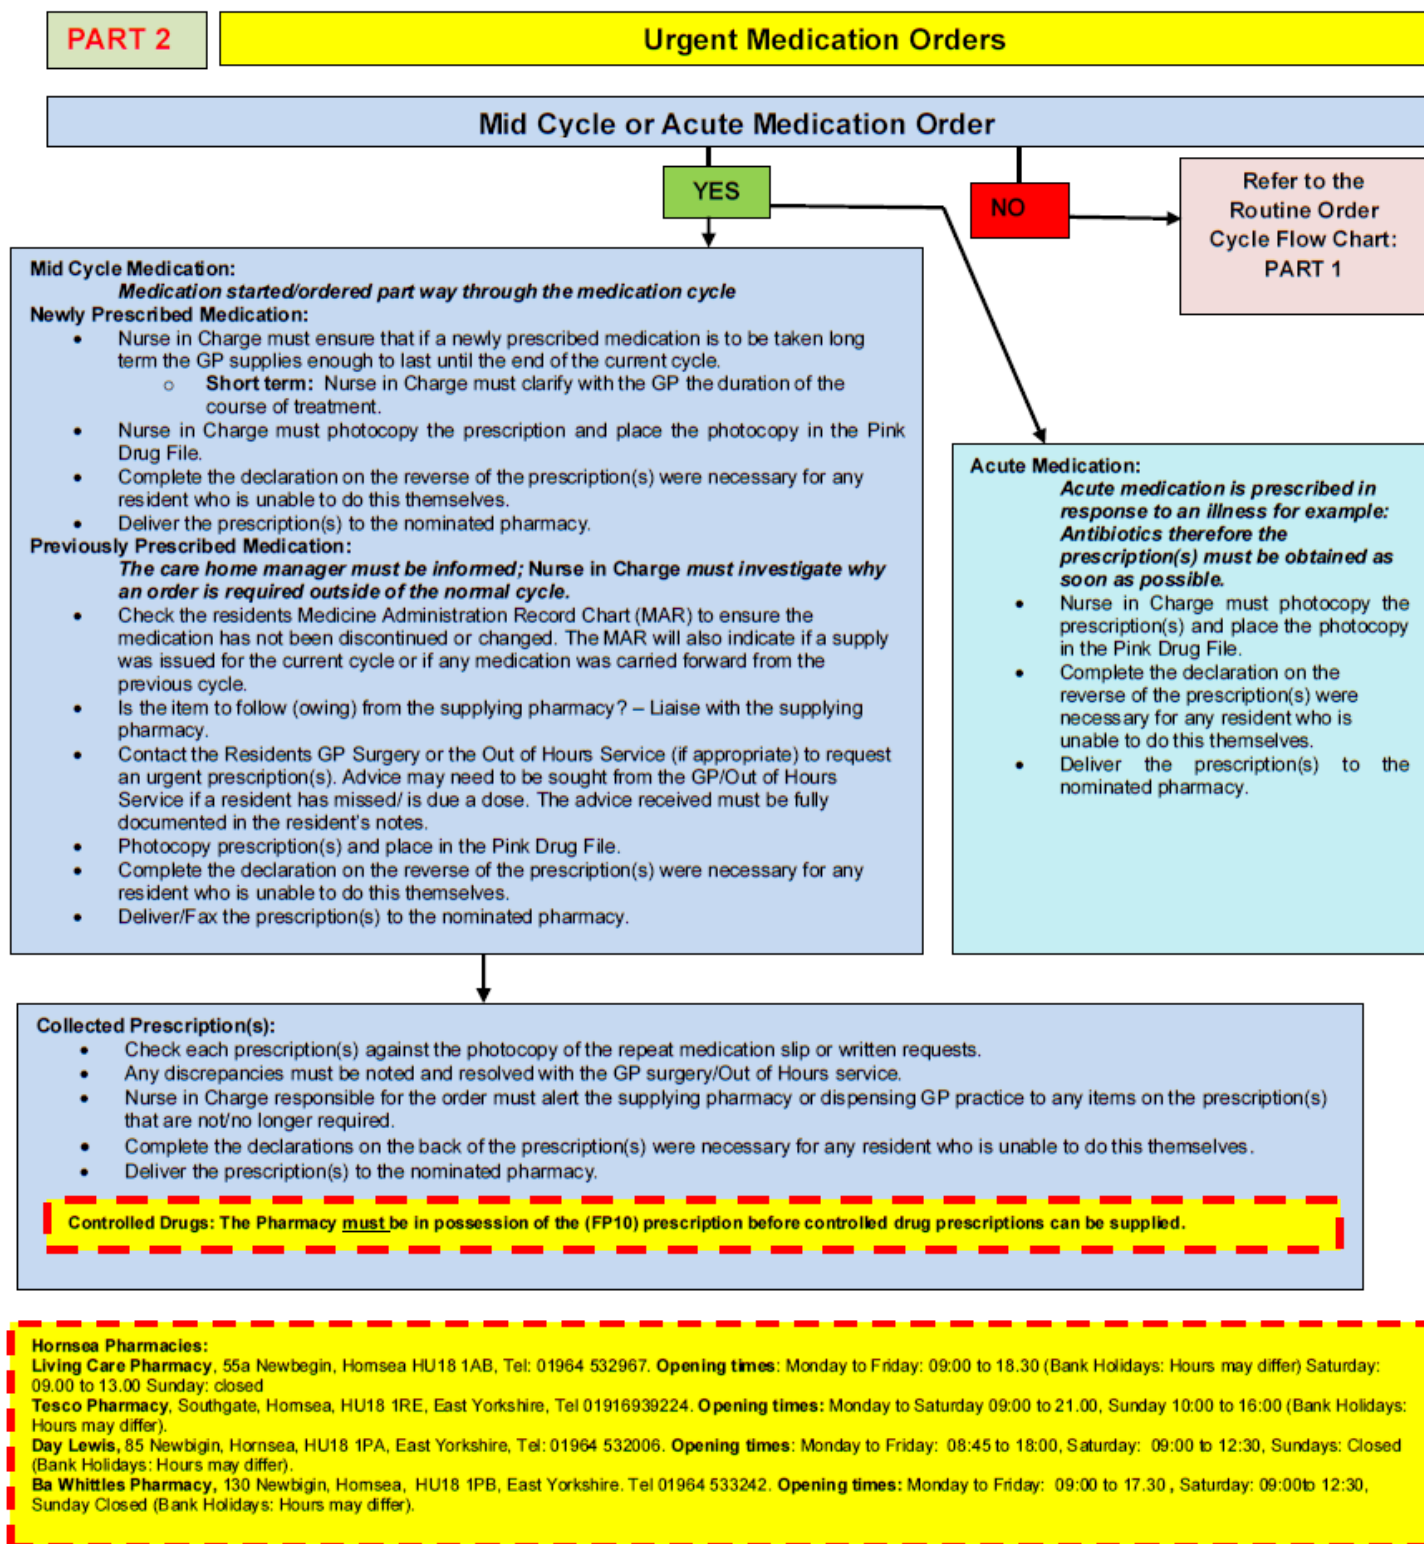 PART 2
Urgent Medication Orders
Mid Cycle or Acute Medication Order
YES
NO
Refer to the
Routine Order
Cycle Flow Chart:
PART 1
Mid Cycle Medication:
Medication started/ordered part way through the medication cycle
Newly Prescribed Medication:
• Nurse in Charge must ensure that if a newly prescribed medication is to be taken long
term the GP supplies enough to last until the end of the current cycle.
o Short term: Nurse in Charge must clarify with the GP the duration of the
course of treatment.
• Nurse in Charge must photocopy the prescription and place the photocopy in the Pink
Drug File.
• Complete the declaration on the reverse of the prescription(s) were necessary for any
resident who is unable to do this themselves.
• Deliver the prescription(s) to the nominated pharmacy.
Previously Prescribed Medication:
The care home manager must be informed; Nurse in Charge must investigate why
an order is required outside of the normal cycle.
• Check the residents Medicine Administration Record Chart (MAR) to ensure the
medication has not been discontinued or changed. The MAR will also indicate if a supply
was issued for the current cycle or if any medication was carried forward from the
previous cycle.
• Is the item to follow (owing) from the supplying pharmacy? – Liaise with the supplying
pharmacy.
• Contact the Residents GP Surgery or the Out of Hours Service (if appropriate) to request
an urgent prescription(s). Advice may need to be sought from the GP/Out of Hours
Service if a resident has missed/ is due a dose. The advice received must be fully
documented in the resident's notes.
• Photocopy prescription(s) and place in the Pink Drug File.
• Complete the declaration on the reverse of the prescription(s) were necessary for any
resident who is unable to do this themselves.
• Deliver/Fax the prescription(s) to the nominated pharmacy.
Acute Medication:
Acute medication is prescribed in
response to an illness for example:
Antibiotics therefore the
prescription(s) must be obtained as
soon as possible.
• Nurse in Charge must photocopy the
prescription(s) and place the photocopy
in the Pink Drug File.
• Complete the declaration on the
reverse of the prescription(s) were
necessary for any resident who is
unable to do this themselves.
• Deliver the prescription(s) to the
nominated pharmacy.
Collected Prescription(s):
• Check each prescription(s) against the photocopy of the repeat medication slip or written requests.
• Any discrepancies must be noted and resolved with the GP surgery/Out of Hours service.
• Nurse in Charge responsible for the order must alert the supplying pharmacy or dispensing GP practice to any items on the prescription(s)
that are not/no longer required.
• Complete the declarations on the back of the prescription(s) were necessary for any resident who is unable to do this themselves.
• Deliver the prescription(s) to the nominated pharmacy.
Controlled Drugs: The Pharmacy must be in possession of the (FP10) prescription before controlled drug prescriptions can be supplied.
Hornsea Pharmacies:
Living Care Pharmacy, 55a Newbegin, Hornsea HU18 1AB, Tel: 01964 532967. Opening times: Monday to Friday: 09:00 to 18.30 (Bank Holidays: Hours may differ) Saturday:
09.00 to 13.00 Sunday: closed
Tesco Pharmacy, Southgate, Hornsea, HU18 1RE, East Yorkshire, Tel 01916939224. Opening times: Monday to Saturday 09:00 to 21.00, Sunday 10:00 to 16:00 (Bank Holidays:
Hours may differ).
Day Lewis, 85 Newbigin, Hornsea, HU18 1PA, East Yorkshire, Tel: 01964 532006. Opening times: Monday to Friday: 08:45 to 18:00, Saturday: 09:00 to 12:30, Sundays: Closed
(Bank Holidays: Hours may differ).
Ba Whittles Pharmacy, 130 Newbigin, Hornsea, HU18 1PB, East Yorkshire. Tel 01964 533242. Opening times: Monday to Friday: 09:00 to 17.30 , Saturday: 09:00to 12:30,
Sunday Closed (Bank Holidays: Hours may differ).